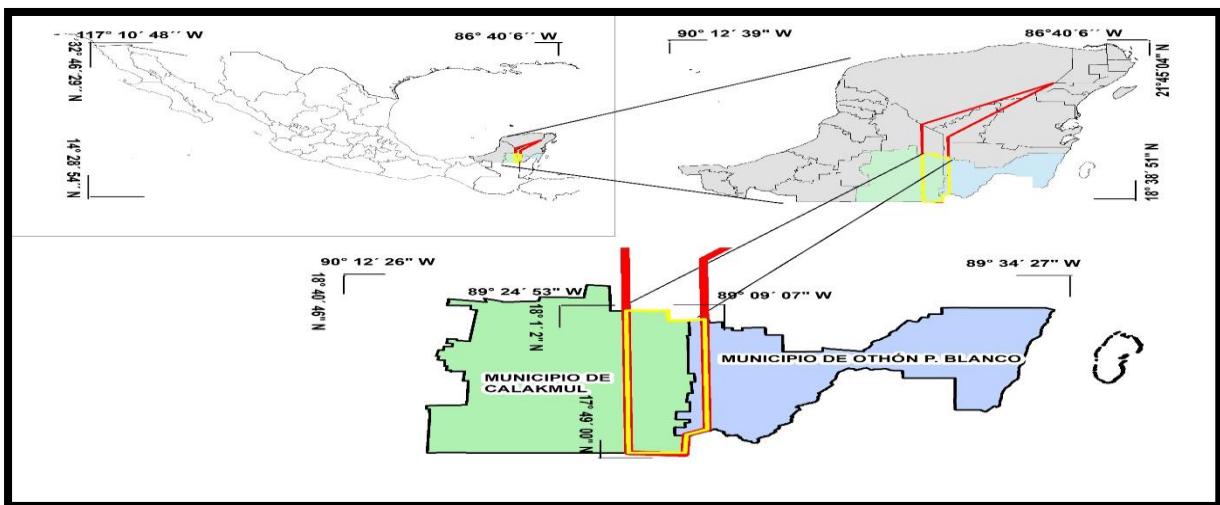 117° 10´ 48´´ W
86° 40´ 6´´ W
32° 46´ 29´´ N
14° 28´ 54´´ N
90° 12´ 39" W
86° 40´ 6´´ W
21°45´04" N
18° 38´ 51" N
90° 12´ 26" W
89° 34´ 27" W
18° 40´ 46" N
89° 24´ 53" W
89° 09´ 07" W
18° 1´ 2" N
MUNICIPIO DE OTHÓN P. BLANCO
MUNICIPIO DE
CALAKMUL
17° 49´ 00" N